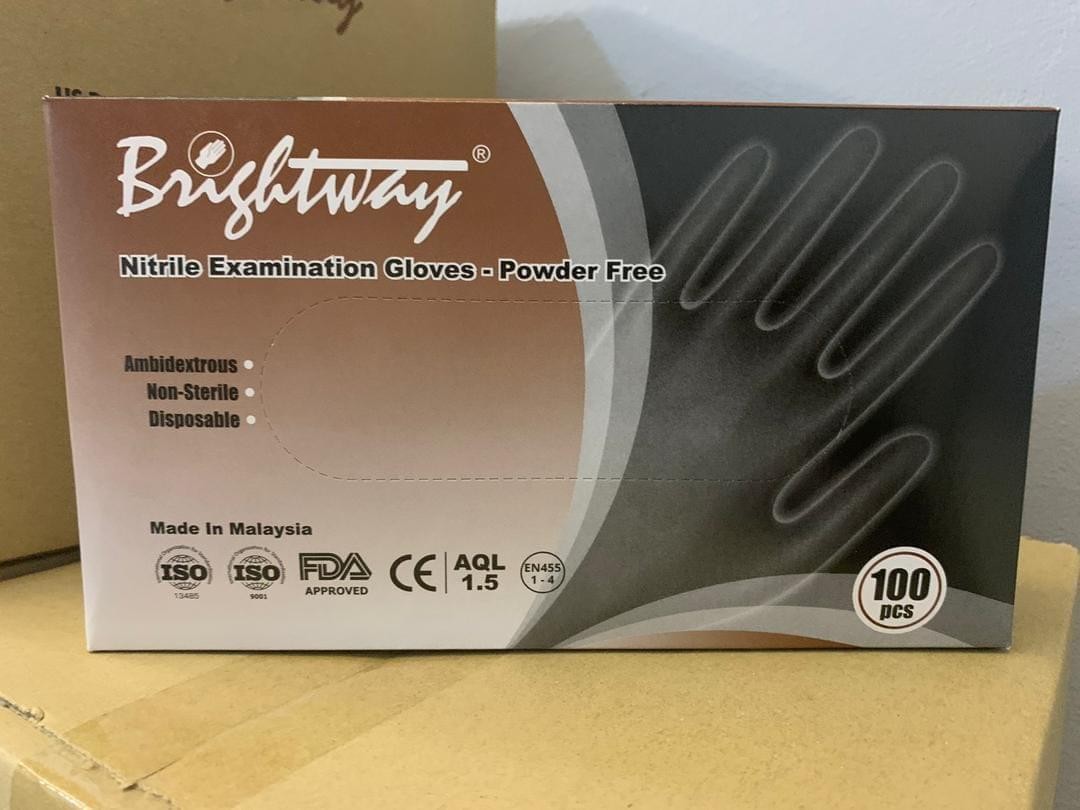 Brightway®
Nitrile Examination Gloves - Powder Free
Ambidextrous •
Non-Sterile •
Disposable •
Made In Malaysia
ISO
13485
ISO
9001
FDA
APPROVED
CE
AQL
1.5
EN455
1 - 4
100
pcs